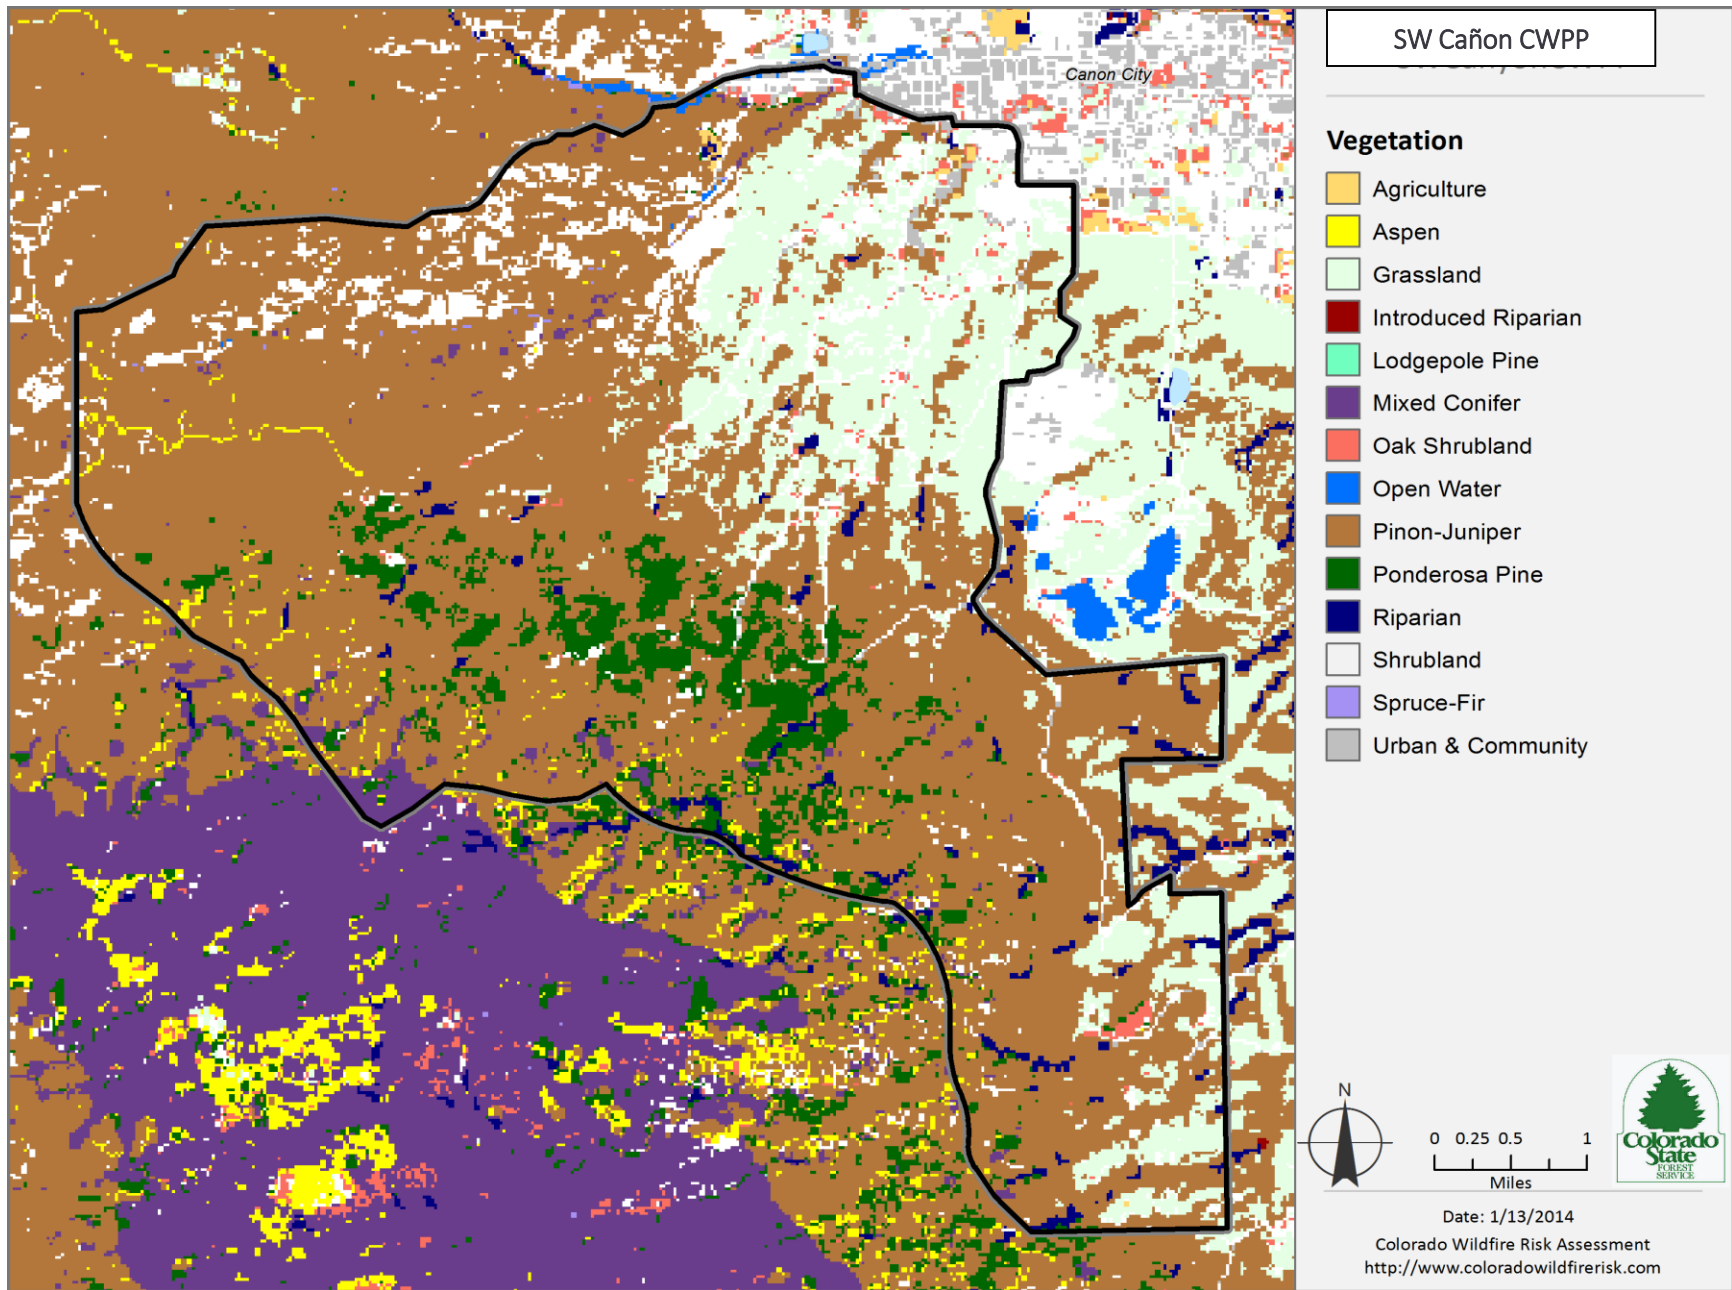 Canon City
SW Cañon CWPP
Vegetation
Agriculture
Aspen
Grassland
Introduced Riparian
Lodgepole Pine
Mixed Conifer
Oak Shrubland
Open Water
Pinon-Juniper
Ponderosa Pine
Riparian
Shrubland
Spruce-Fir
Urban & Community
N
0 0.25 0.5 1
Miles
Colorado
State
FOREST
SERVICE
Date: 1/13/2014
Colorado Wildfire Risk Assessment
http://www.coloradowildfirerisk.com